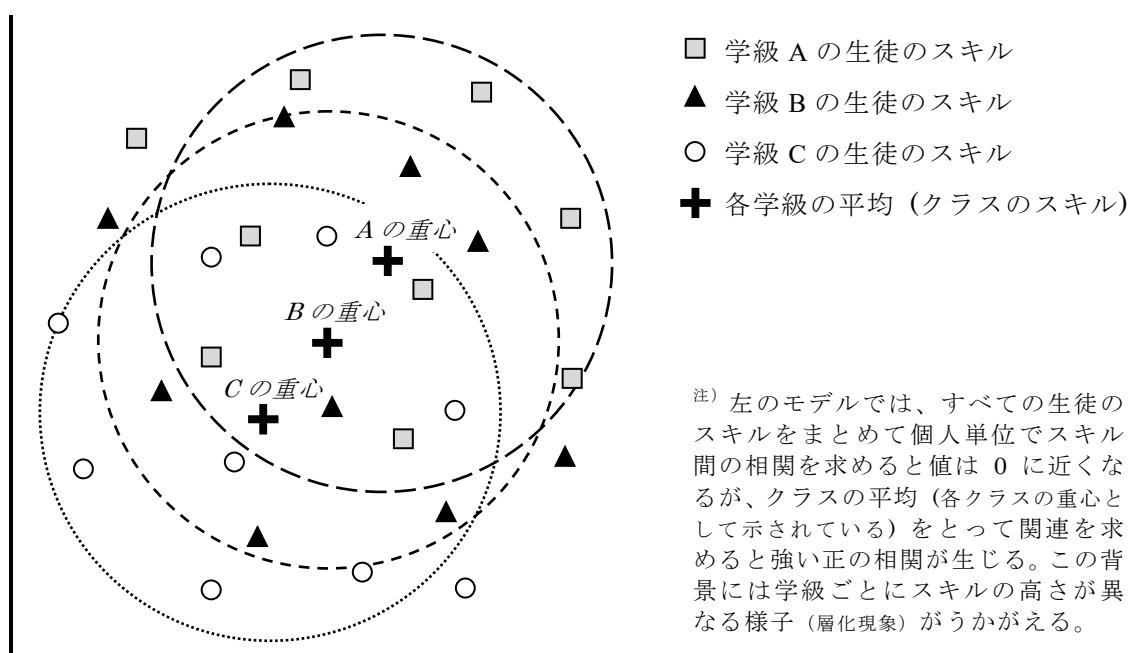 学級 A の生徒のスキル
学級 B の生徒のスキル
学級 C の生徒のスキル
各学級の平均 (クラスのスキル)
A の重心
B の重心
C の重心
注) 左のモデルでは、すべての生徒の
スキルをまとめて個人単位でスキル
間の相関を求めると値は 0 に近くな
るが、クラスの平均 (各クラスの重心と
して示されている) をとって関連を求
めると強い正の相関が生じる。この背
景には学級ごとにスキルの高さが異
なる様子 (層化現象) がうかがえる。